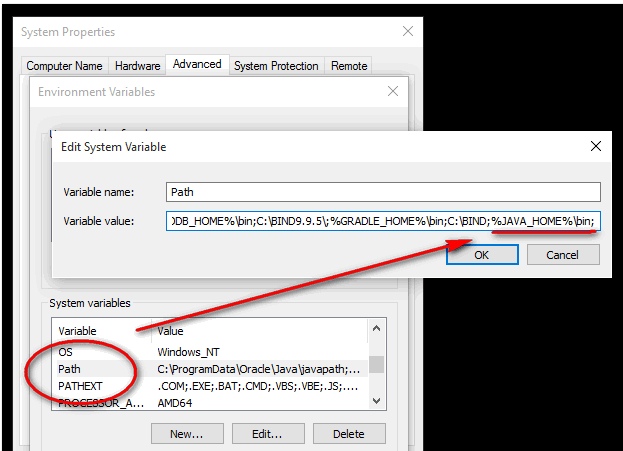 System Properties
Computer Name Hardware Advanced System Protection Remote
Environment Variables
Edit System Variable
Variable name: Path
Variable value: DB_HOME%\bin;C:\BIND9.9.5\;%GRADLE_HOME%\bin;C:\BIND;%JAVA_HOME%\bin;
OK Cancel
System variables
Variable Value
OS Windows_NT
Path C:\ProgramData\Oracle\Java\javapath;...
PATHEXT .COM;.EXE;.BAT;.CMD;.VBS;.VBE;.JS;....
PROCESSOR_A... AMD64
New... Edit... Delete